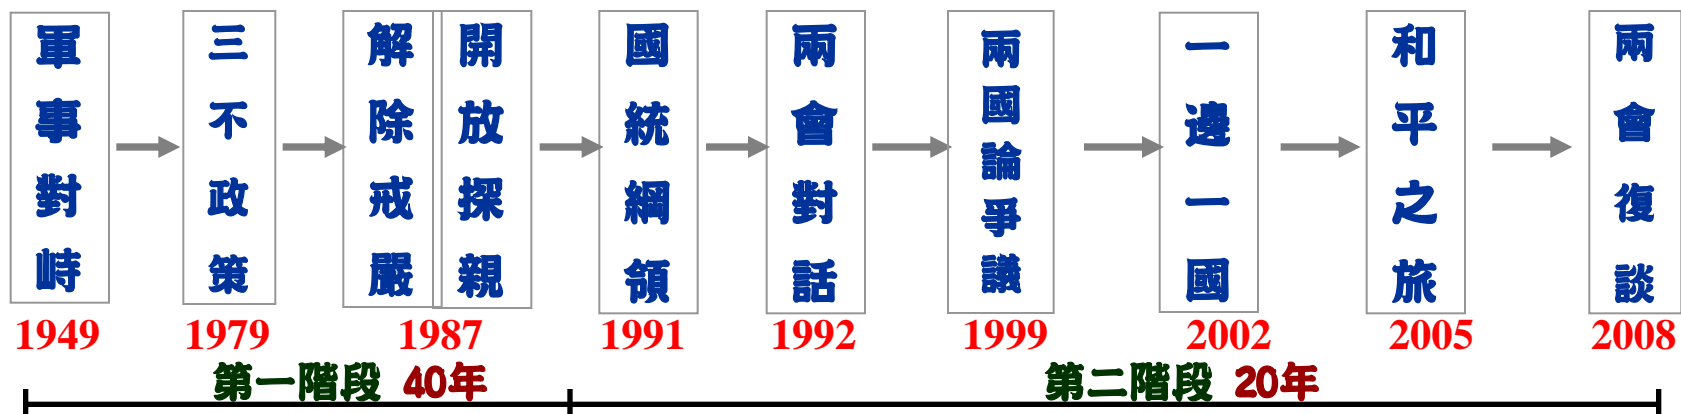 軍事對峙
三不政策
解除戒嚴
開放探親
國統綱領
兩會對話
兩國論爭議
一邊一國
和平之旅
兩會復談
1949
1979
1987
1991
1992
1999
2002
2005
2008
第一階段 40年
第二階段 20年